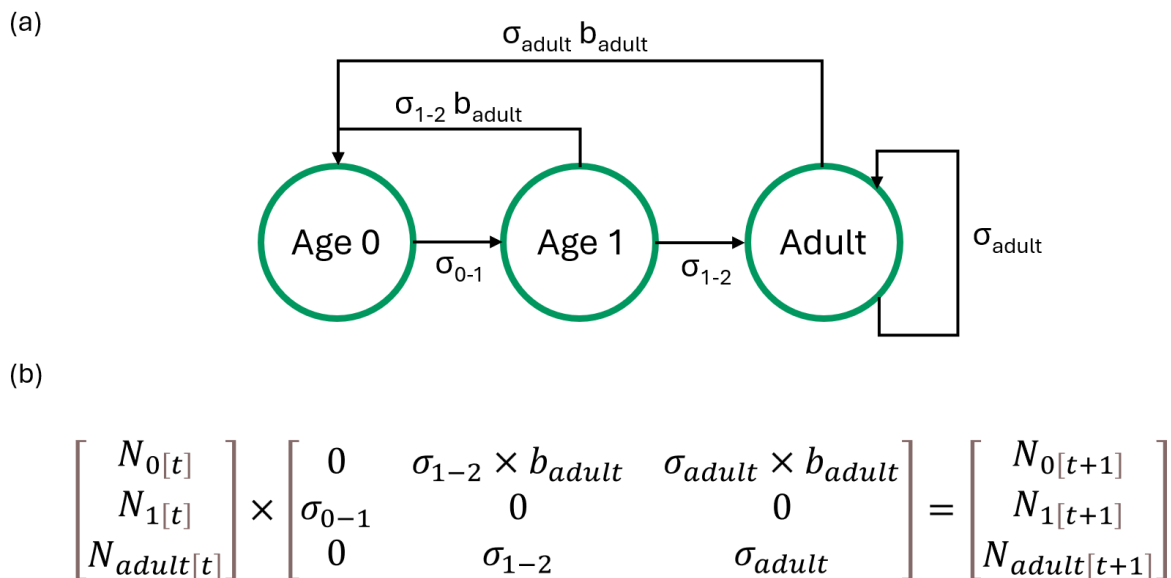 (a)
σadult badult
σ1-2 badult
Age 0
Age 1
Adult
σ0-1
σ1-2
σadult
(b)
[N0[t] N1[t] Nadult[t]] × [0 σ1−2 × badult σadult × badult
σ0−1 0 0
0 σ1−2 σadult] = [N0[t+1] N1[t+1] Nadult[t+1]]